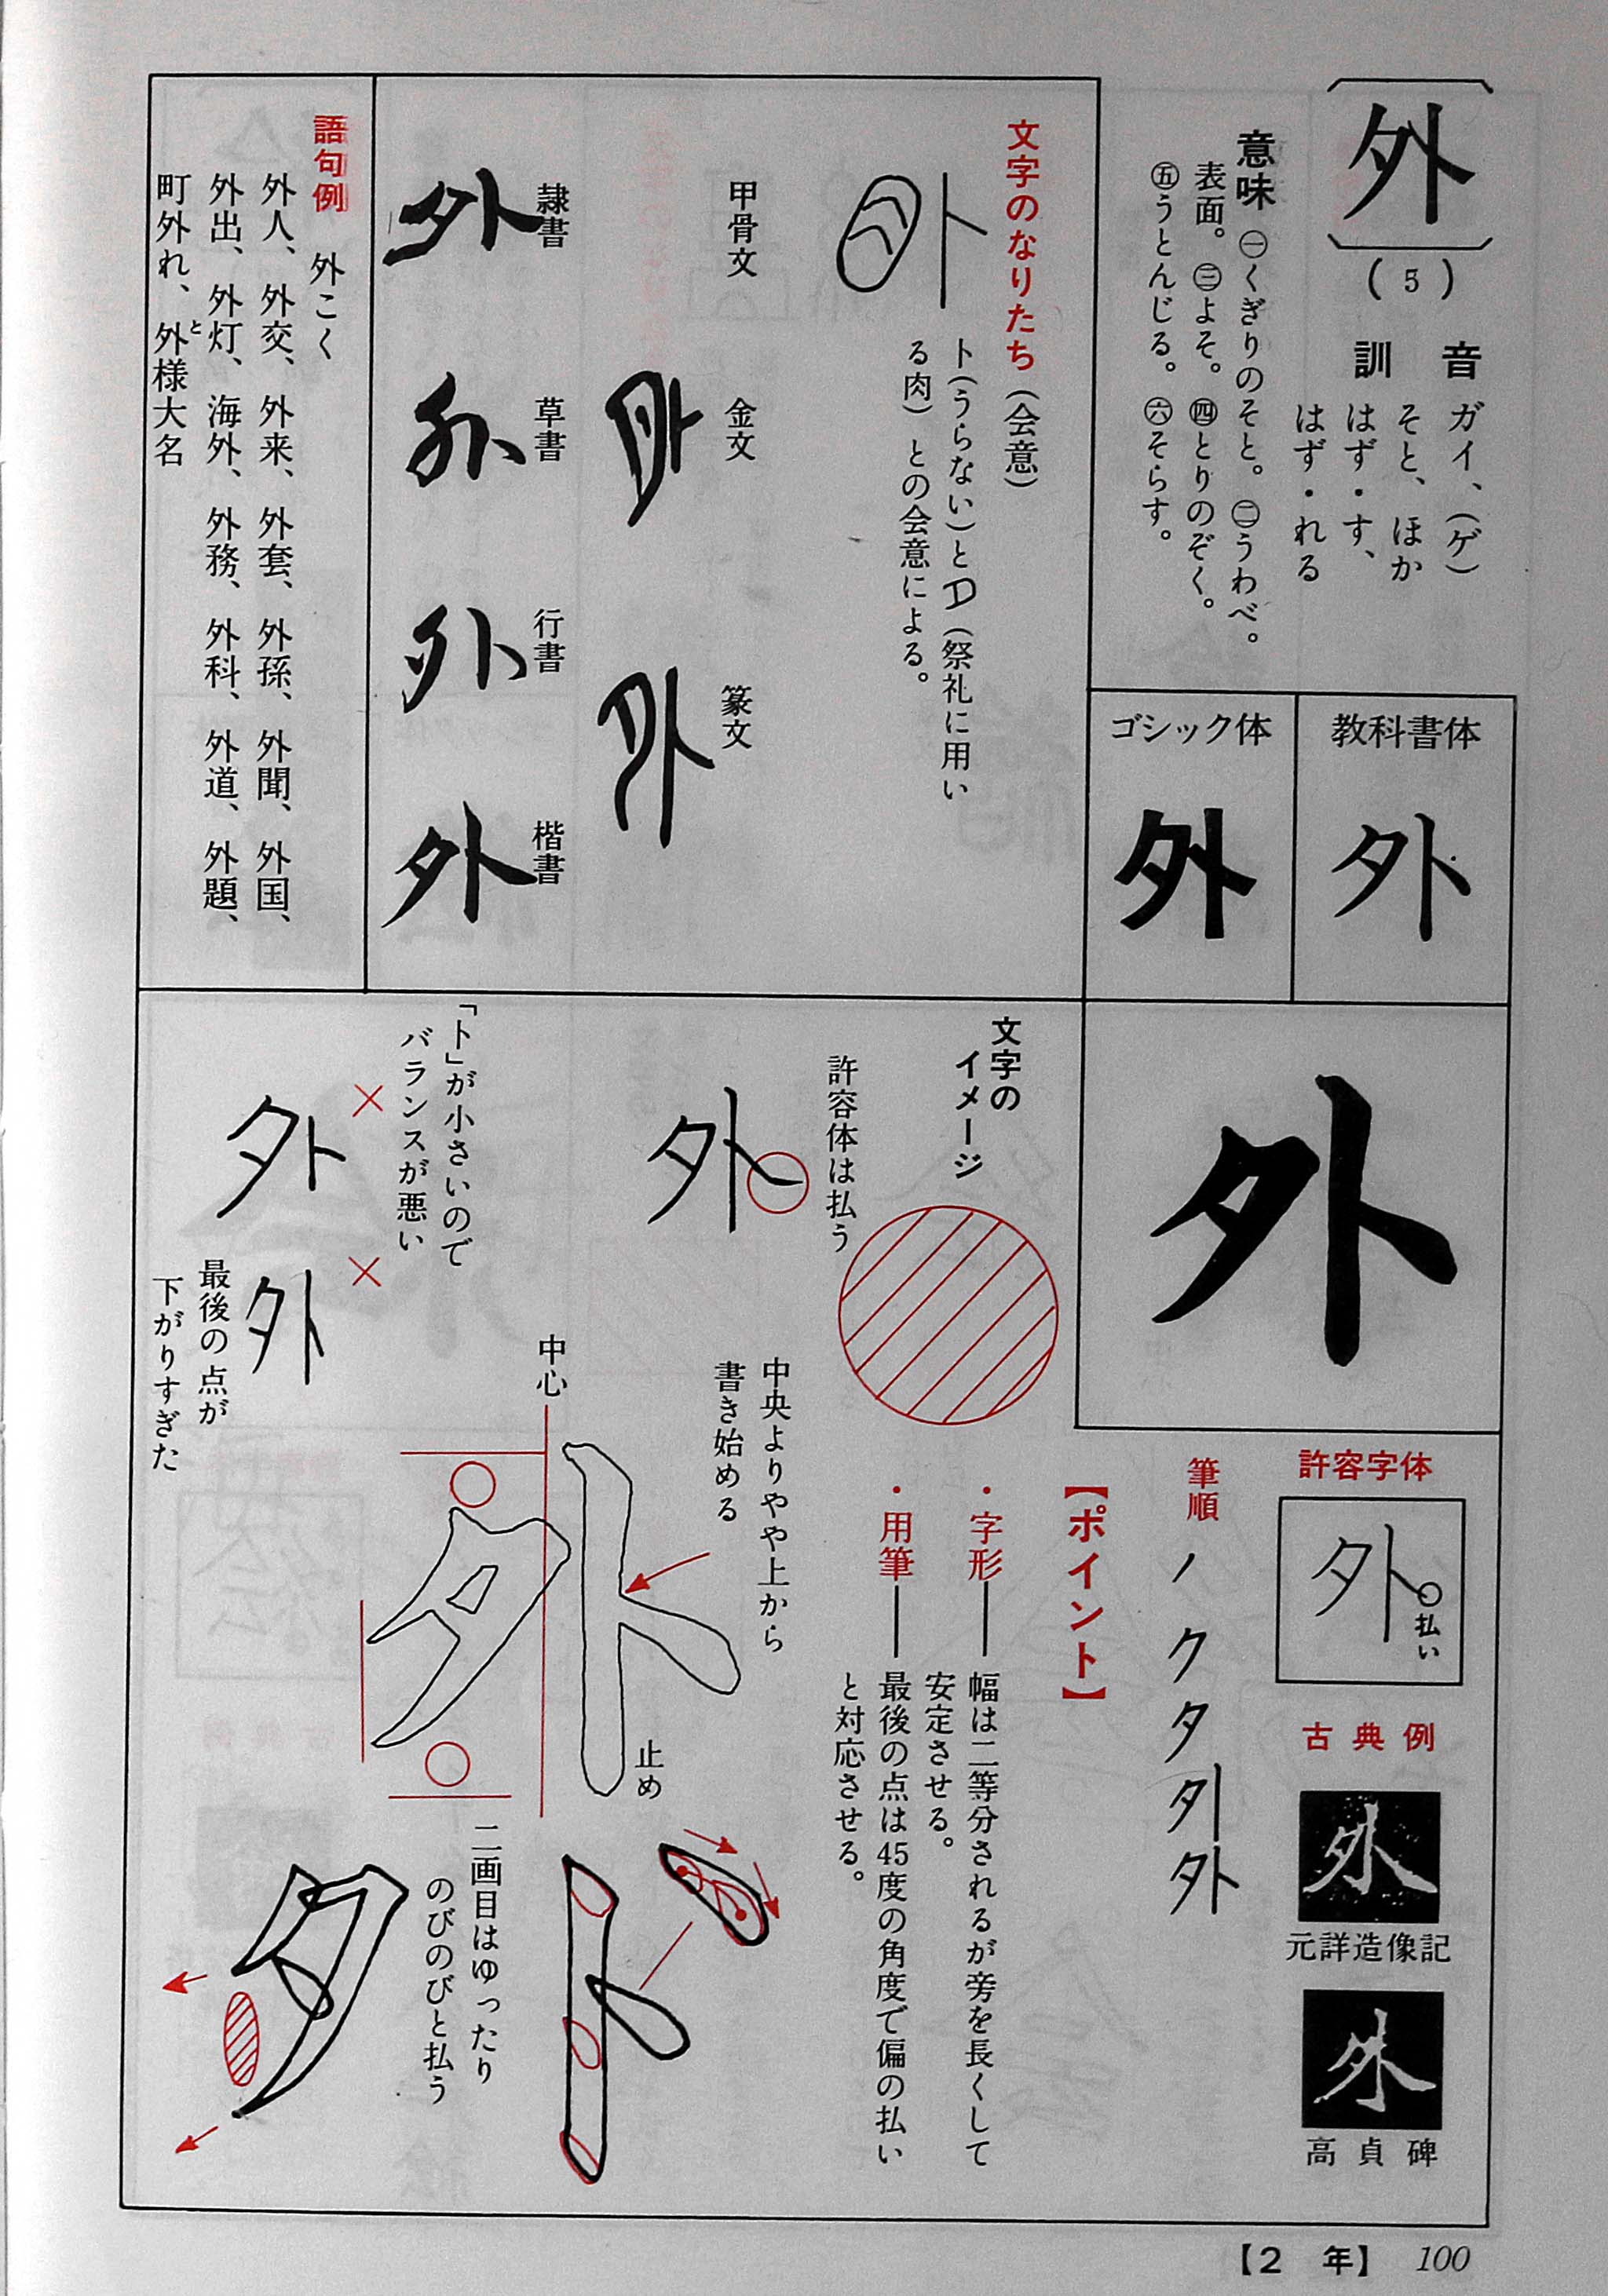 外
(5)
音 ガイ、(ゲ)
訓 そと、ほか
はず・す、
はず・れる
意味 ㊀くぎりのそと。㊁うわべ。
表面。㊂よそ。㊃とりのぞく。
㊄うとんじる。㊅そらす。
教科書体
外
ゴシック体
外
文字のなりたち(会意)
卜(うらない)と(祭礼に用い
る肉)との会意による。
甲骨文
金文
篆文
隷書
外
草書
外
行書
外
楷書
外
語句例 外こく
外人、外交、外来、外套、外孫、外聞、外国、
外出、外灯、海外、外務、外科、外道、外題、
町外れ、外様大名
と
外
許容字体
外
払い
古典例
外
元詳造像記
外
高貞碑
筆順 ノ ク タ 外
【ポイント】
・字形―幅は二等分されるが旁を長くして
安定させる。
・用筆―最後の点は45度の角度で偏の払い
と対応させる。
文字の
イメージ
許容体は払う
外
中央よりやや上から
書き始める
中心
外
止め
「ト」が小さいので
バランスが悪い
×
外
×
外
最後の点が
下がりすぎた
二画目はゆったり
のびのびと払う
ト
タ
【2 年】 100